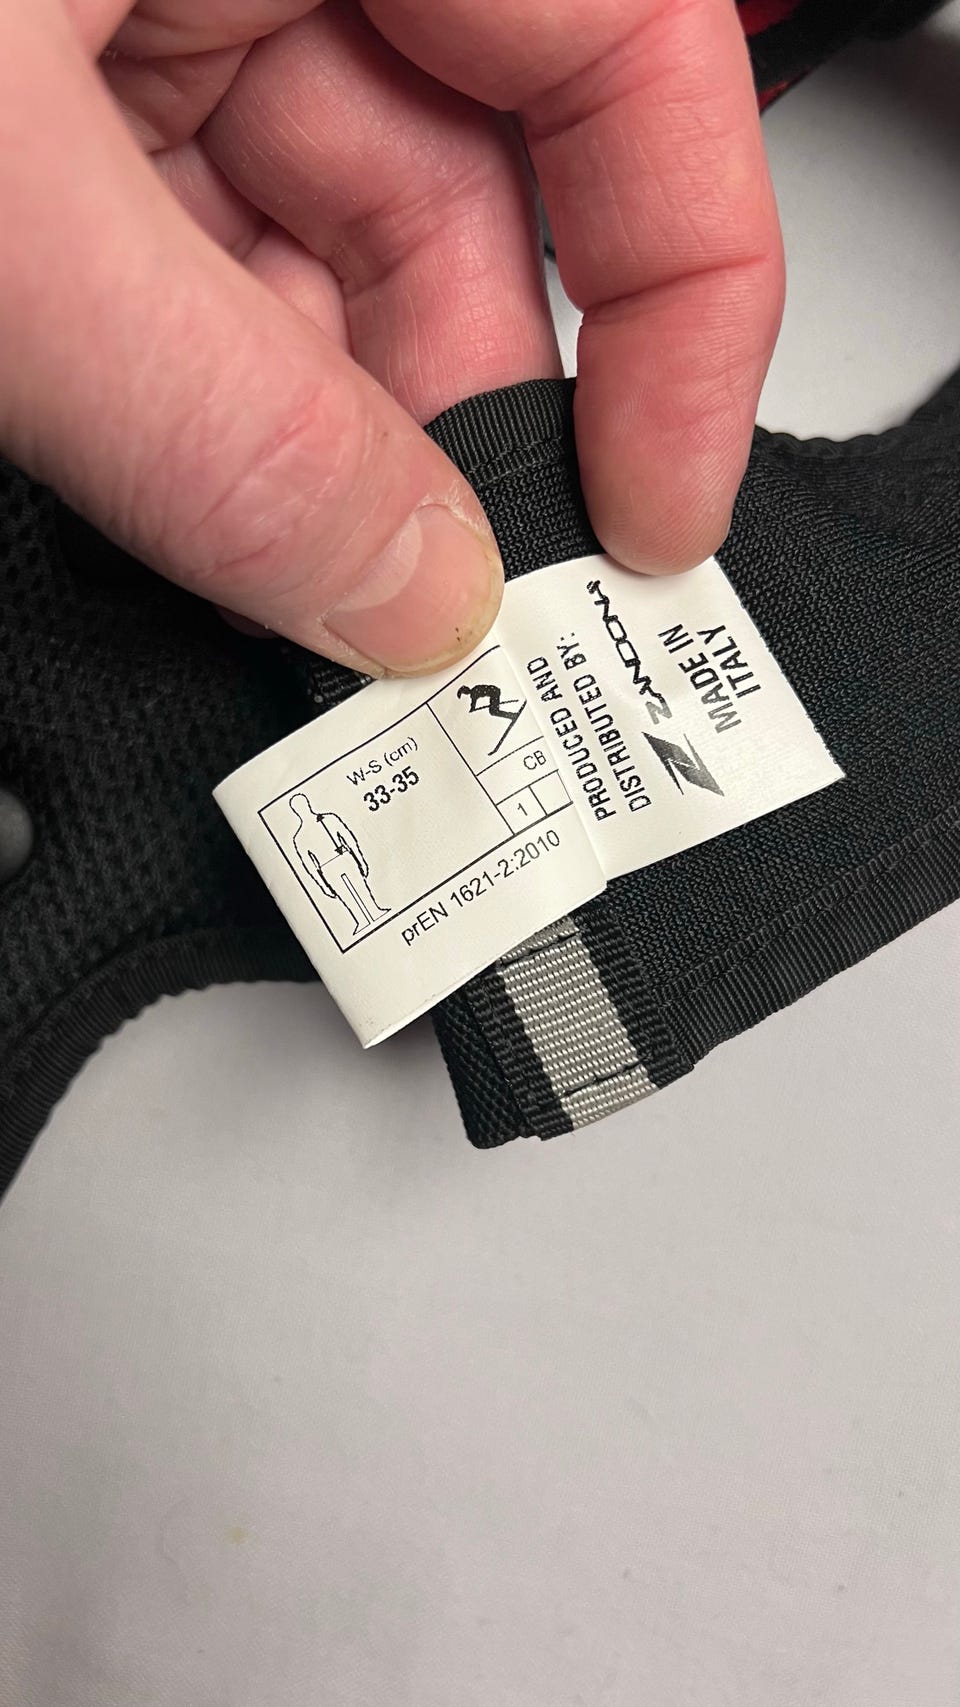 W-S (cm)
33-35
CB
1
prEN 1621-2:2010
PRODUCED AND
DISTRIBUTED BY:
ZANDONA
MADE IN
ITALY